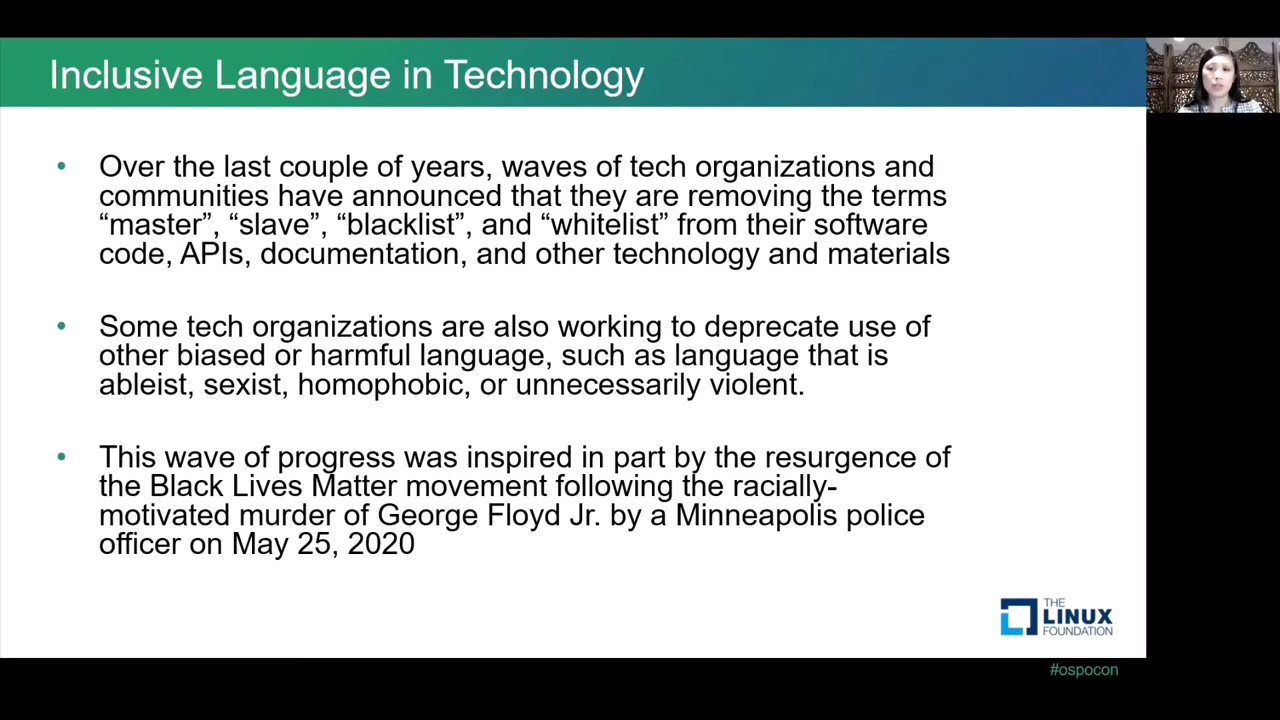 Inclusive Language in Technology
• Over the last couple of years, waves of tech organizations and
communities have announced that they are removing the terms
“master”, “slave”, “blacklist”, and “whitelist” from their software
code, APIs, documentation, and other technology and materials
• Some tech organizations are also working to deprecate use of
other biased or harmful language, such as language that is
ableist, sexist, homophobic, or unnecessarily violent.
• This wave of progress was inspired in part by the resurgence of
the Black Lives Matter movement following the racially-
motivated murder of George Floyd Jr. by a Minneapolis police
officer on May 25, 2020
THE
LINUX
FOUNDATION
#ospocon